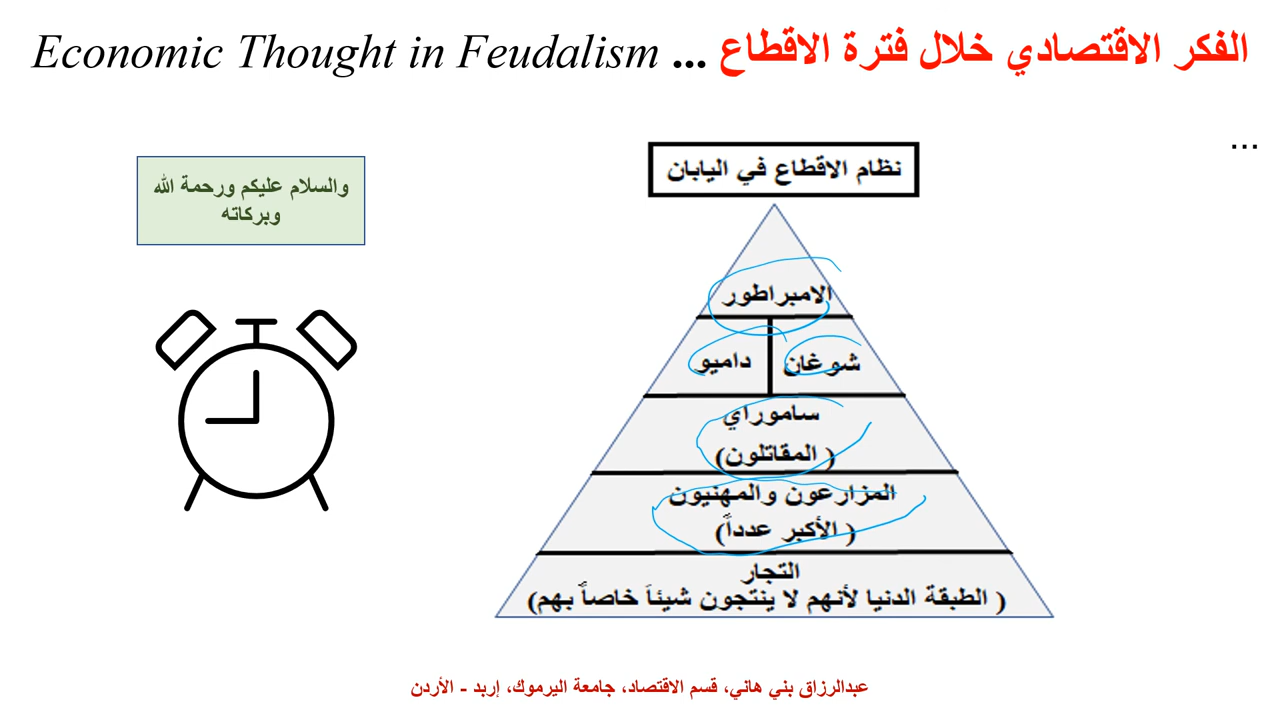 الفكر الاقتصادي خلال فترة الاقطاع ... Economic Thought in Feudalism
...
نظام الاقطاع في اليابان
والسلام عليكم ورحمة الله
وبركاته
الامبراطور
شوغان
داميو
ساموراي
( المقاتلون)
المزارعون والمهنيون
( الأكبر عدداً)
التجار
( الطبقة الدنيا لأنهم لا ينتجون شيئاً خاصاً بهم)
عبدالرزاق بني هاني، قسم الاقتصاد، جامعة اليرموك، إربد - الأردن